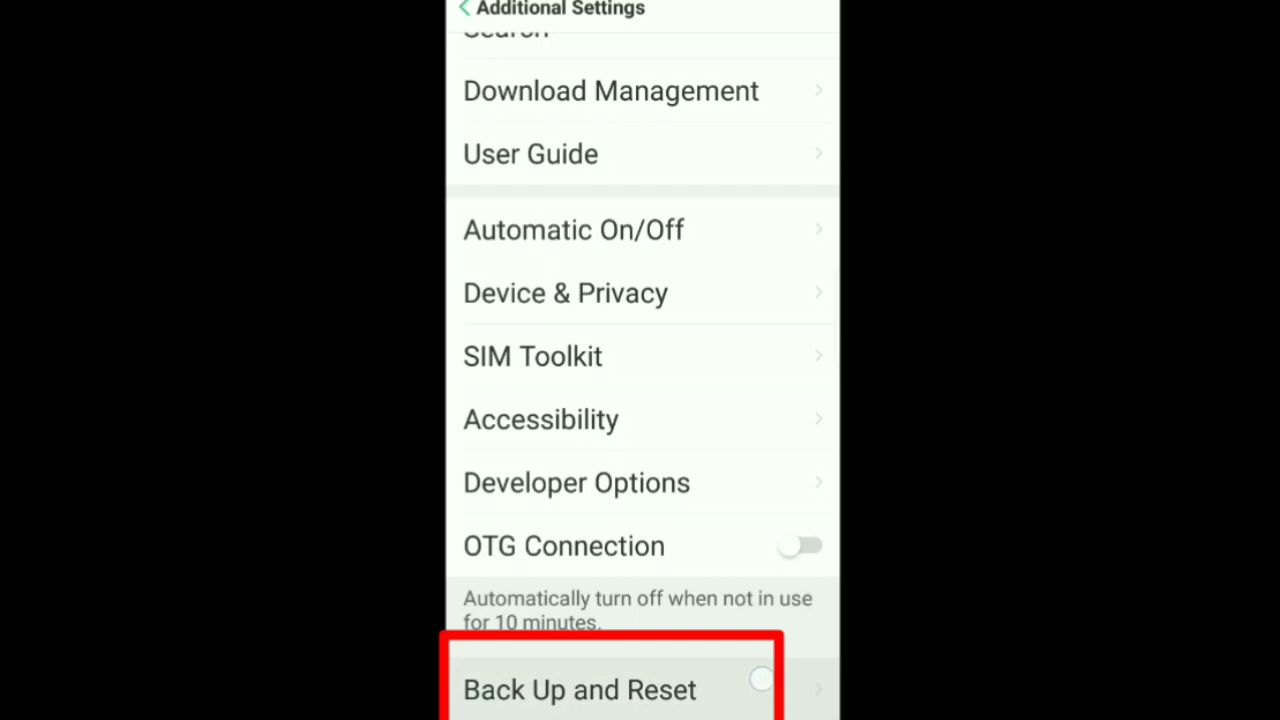 Additional Settings
Search
Download Management
User Guide
Automatic On/Off
Device & Privacy
SIM Toolkit
Accessibility
Developer Options
OTG Connection
Automatically turn off when not in use
for 10 minutes.
Back Up and Reset